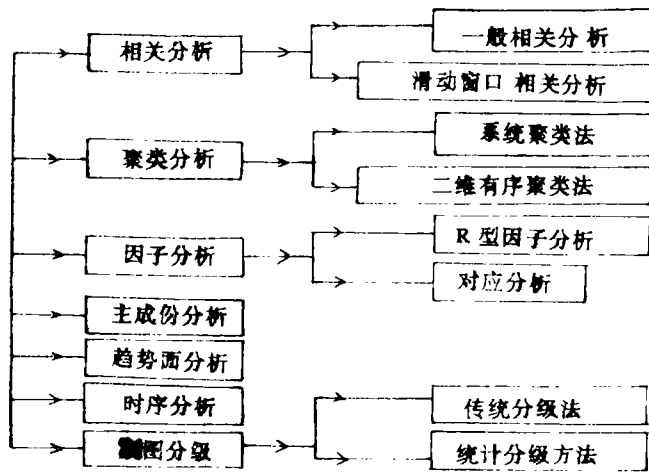 相关分析
一般相关分析
滑动窗口 相关分析
聚类分析
系统聚类法
二维有序聚类法
因子分析
R 型因子分析
对应分析
主成份分析
趋势面分析
时序分析
图分级
传统分级法
统计分级方法